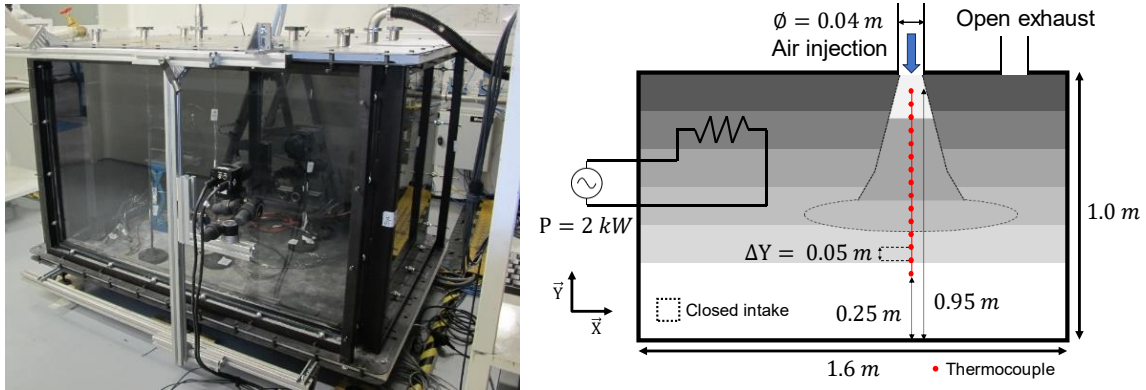 Ø = 0.04 m
Air injection
Open exhaust
P = 2 kW
1.0 m
ΔY = 0.05 m
Y
X
Closed intake
0.25 m
0.95 m
1.6 m
Thermocouple